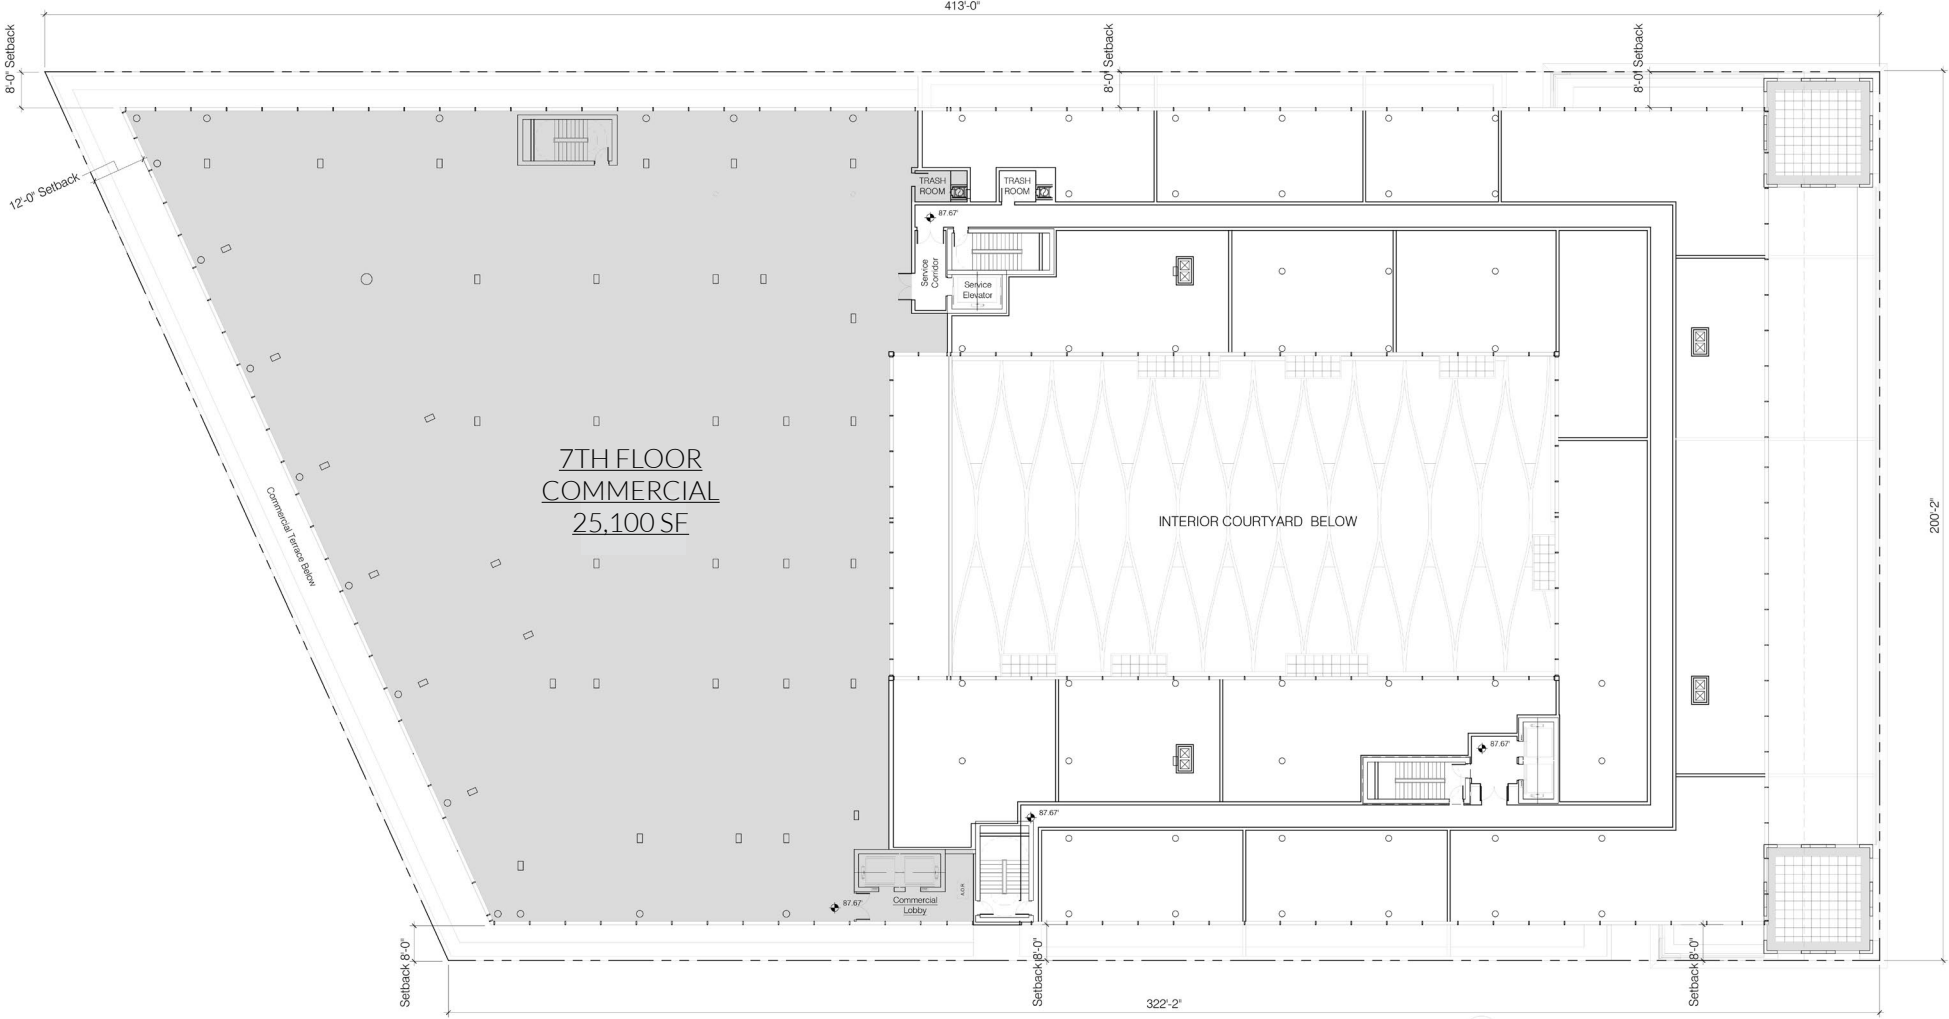 413'-0"
8'-0" Setback
8'-0" Setback
8'-0" Setback
12'-0" Setback
TRASH
ROOM
TRASH
ROOM
87.67'
Service
Corridor
Service
Elevator
7TH FLOOR
COMMERCIAL
25,100 SF
INTERIOR COURTYARD BELOW
Commercial Terrace Below
200'-2"
87.67'
87.67'
87.67'
Commercial
Lobby
A.O.R.
Setback 8'-0"
Setback 8'-0"
Setback 8'-0"
322'-2"